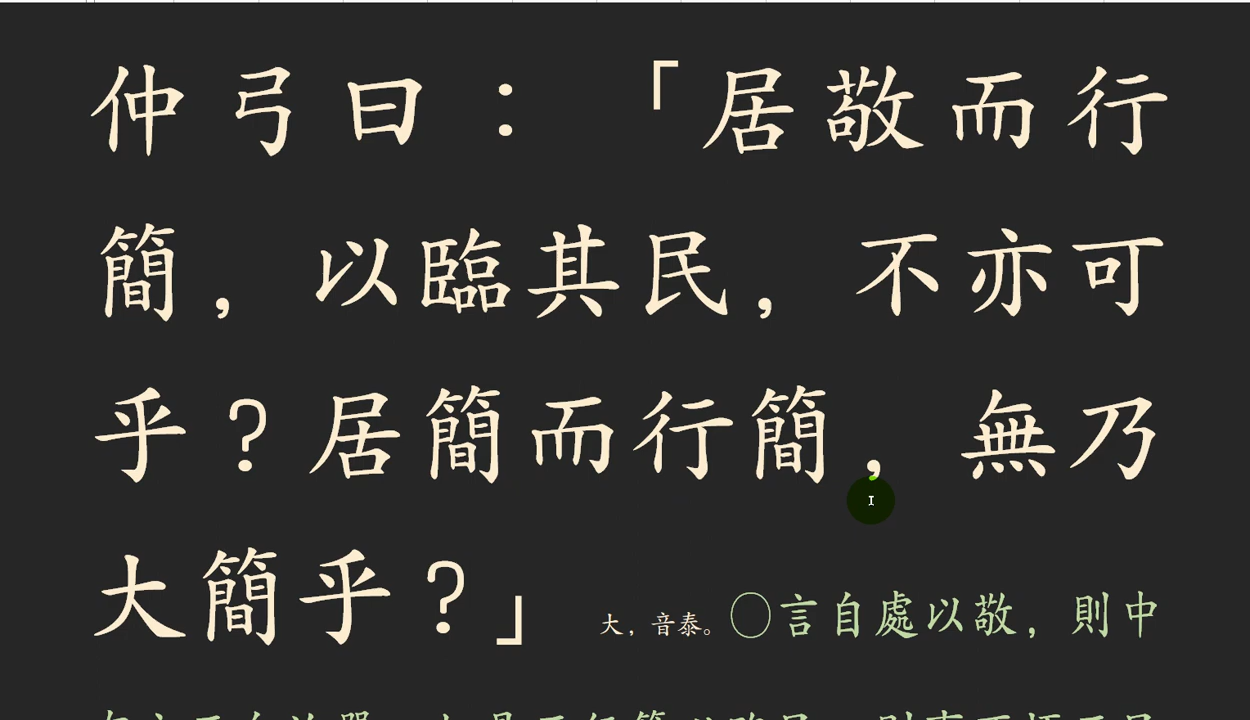 仲弓曰：「居敬而行
簡，以臨其民，不亦可
乎？居簡而行簡，無乃
大簡乎？」 大，音泰。○言自處以敬，則中